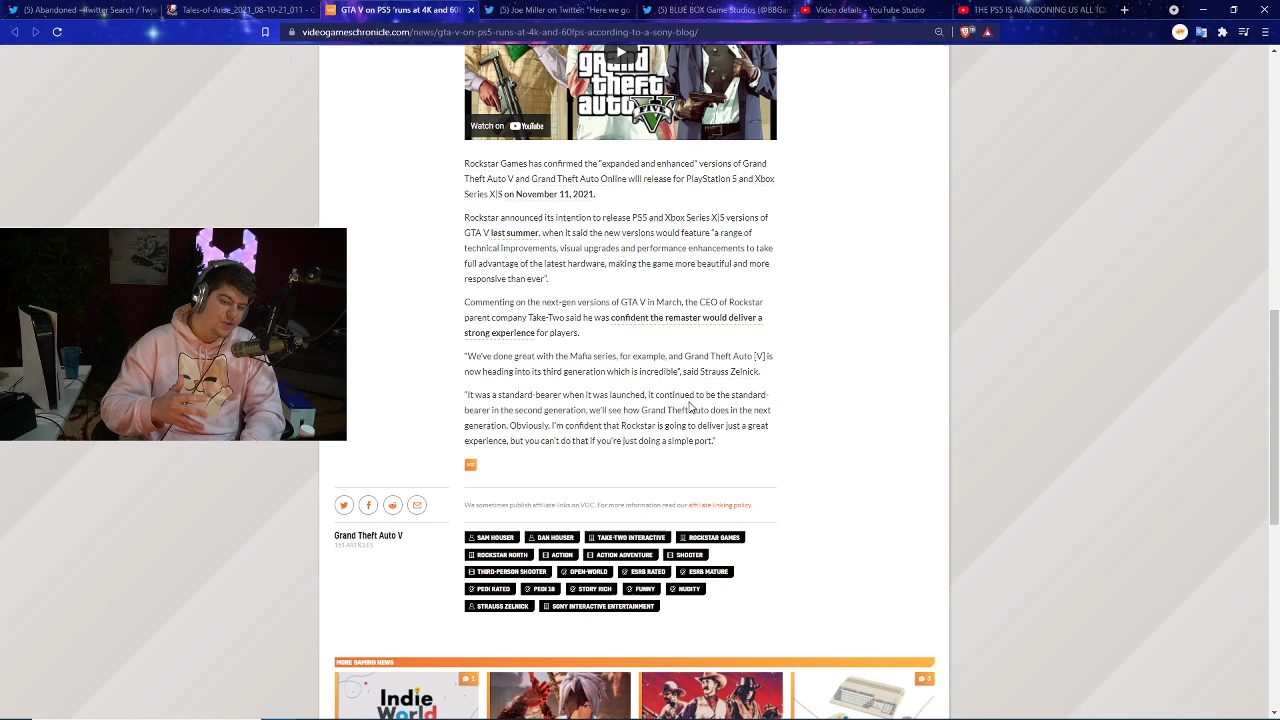 (5) Abandoned - Twitter Search / Twi
Tales-of-Arise_2021_08-10-21_011 –
GTA V on PS5 'runs at 4K and 60
(5) Joe Miller on Twitter: "Here we go
(5) BLUE BOX Game Studios (@BBGam
Video details - YouTube Studio
THE PS5 IS ABANDONING US ALL TO
videogameschronicle.com/news/gta-v-on-ps5-runs-at-4k-and-60fps-according-to-a-sony-blog/
grand
theft
auto
FIVE
Watch on YouTube
Rockstar Games has confirmed the "expanded and enhanced" versions of Grand
Theft Auto V and Grand Theft Auto Online will release for PlayStation 5 and Xbox
Series X|S on November 11, 2021.
Rockstar announced its intention to release PS5 and Xbox Series X|S versions of
GTA V last summer, when it said the new versions would feature "a range of
technical improvements, visual upgrades and performance enhancements to take
full advantage of the latest hardware, making the game more beautiful and more
responsive than ever".
Commenting on the next-gen versions of GTA V in March, the CEO of Rockstar
parent company Take-Two said he was confident the remaster would deliver a
strong experience for players.
"We've done great with the Mafia series, for example, and Grand Theft Auto [V] is
now heading into its third generation which is incredible", said Strauss Zelnick.
"It was a standard-bearer when it was launched, it continued to be the standard-
bearer in the second generation, we'll see how Grand Theft Auto does in the next
generation. Obviously, I'm confident that Rockstar is going to deliver just a great
experience, but you can't do that if you're just doing a simple port."
VGC
We sometimes publish affiliate links on VGC. For more information read our affiliate linking policy.
Grand Theft Auto V
151 ARTICLES
SAM HOUSER
DAN HOUSER
TAKE-TWO INTERACTIVE
ROCKSTAR GAMES
ROCKSTAR NORTH
ACTION
ACTION ADVENTURE
SHOOTER
THIRD-PERSON SHOOTER
OPEN-WORLD
ESRB RATED
ESRB MATURE
PEGI RATED
PEGI 18
STORY RICH
FUNNY
NUDITY
STRAUSS ZELNICK
SONY INTERACTIVE ENTERTAINMENT
MORE GAMING NEWS
1
3
Indie
World